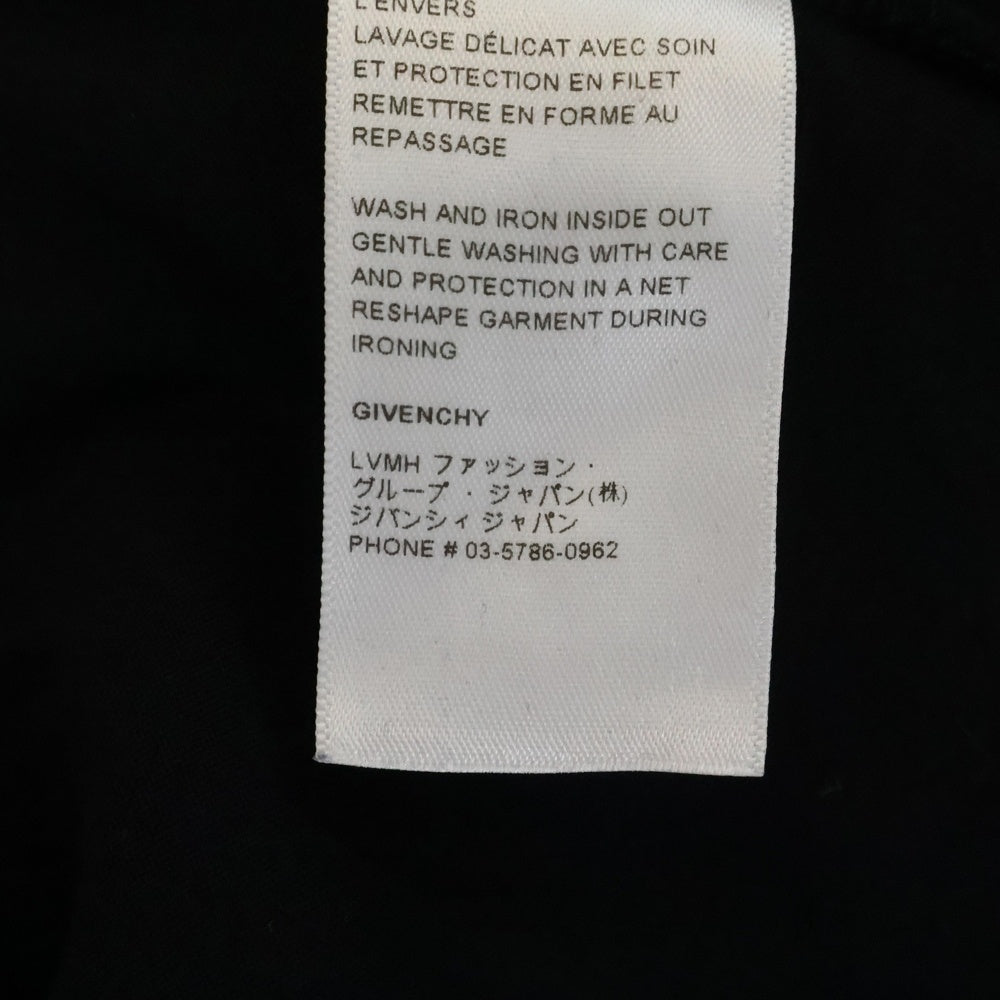 L'ENVERS
LAVAGE DÉLICAT AVEC SOIN
ET PROTECTION EN FILET
REMETTRE EN FORME AU
REPASSAGE
WASH AND IRON INSIDE OUT
GENTLE WASHING WITH CARE
AND PROTECTION IN A NET
RESHAPE GARMENT DURING
IRONING
GIVENCHY
LVMH ファッション・
グループ・ジャパン(株)
ジバンシィ ジャパン
PHONE # 03-5786-0962